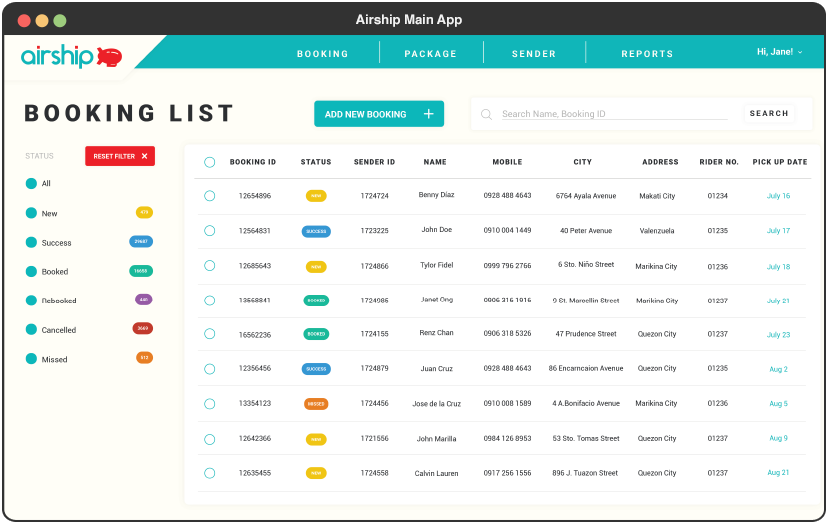 Airship Main App
airship
BOOKING PACKAGE SENDER REPORTS Hi, Jane!
BOOKING LIST
ADD NEW BOOKING +
Search Name, Booking ID
SEARCH
STATUS
RESET FILTER X
All
New
Success 29687
Booked
Rebooked
Cancelled 3669
Missed
BOOKING ID STATUS SENDER ID NAME MOBILE CITY ADDRESS RIDER NO. PICK UP DATE
12654896 NEW 1724724 Benny Diaz 0928 488 4643 6764 Ayala Avenue Makati City 01234 July 16
12564831 SUCCESS 1723225 John Doe 0910 004 1449 40 Peter Avenue Valenzuela 01235 July 17
12685643 NEW 1724866 Tylor Fidel 0999 796 2766 6 Sto. Niño Street Marikina City 01236 July 18
13568841 BOOKED 1724985 Janet Ong 0906 316 1916 9 St. Marcellin Street Marikina City 01237 July 21
16562236 BOOKED 1724155 Renz Chan 0906 318 5326 47 Prudence Street Quezon City 01237 July 23
12356456 SUCCESS 1724879 Juan Cruz 0928 488 4643 86 Encarncaion Avenue Quezon City 01235 Aug 2
13354123 MISSED 1724456 Jose de la Cruz 0910 008 1589 4 A.Bonifacio Avenue Marikina City 01236 Aug 5
12642366 NEW 1721556 John Marilla 0984 126 8953 53 Sto. Tomas Street Quezon City 01237 Aug 9
12635455 NEW 1724558 Calvin Lauren 0917 256 1556 896 J. Tuazon Street Quezon City 01237 Aug 21